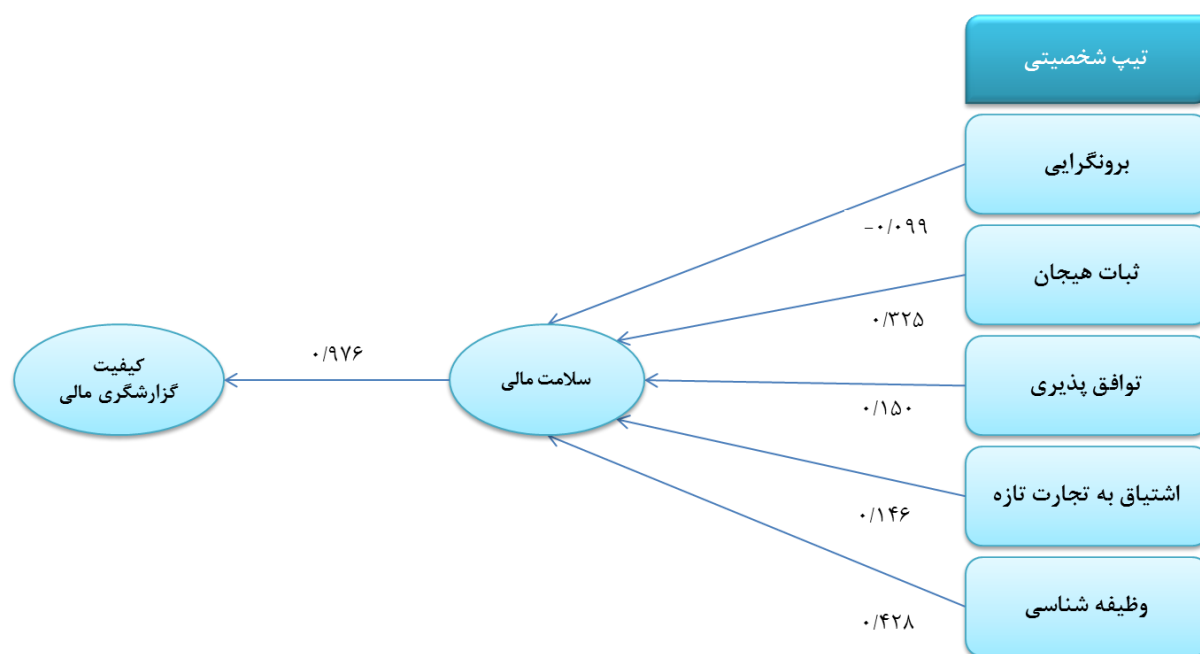 تیپ شخصیتی
برونگرایی
-۰/۰۹۹
ثبات هیجان
۰/۳۲۵
توافق پذیری
۰/۱۵۰
اشتیاق به تجارت تازه
۰/۱۴۶
وظیفه شناسی
۰/۴۲۸
سلامت مالی
۰/۹۷۶
کیفیت
گزارشگری مالی